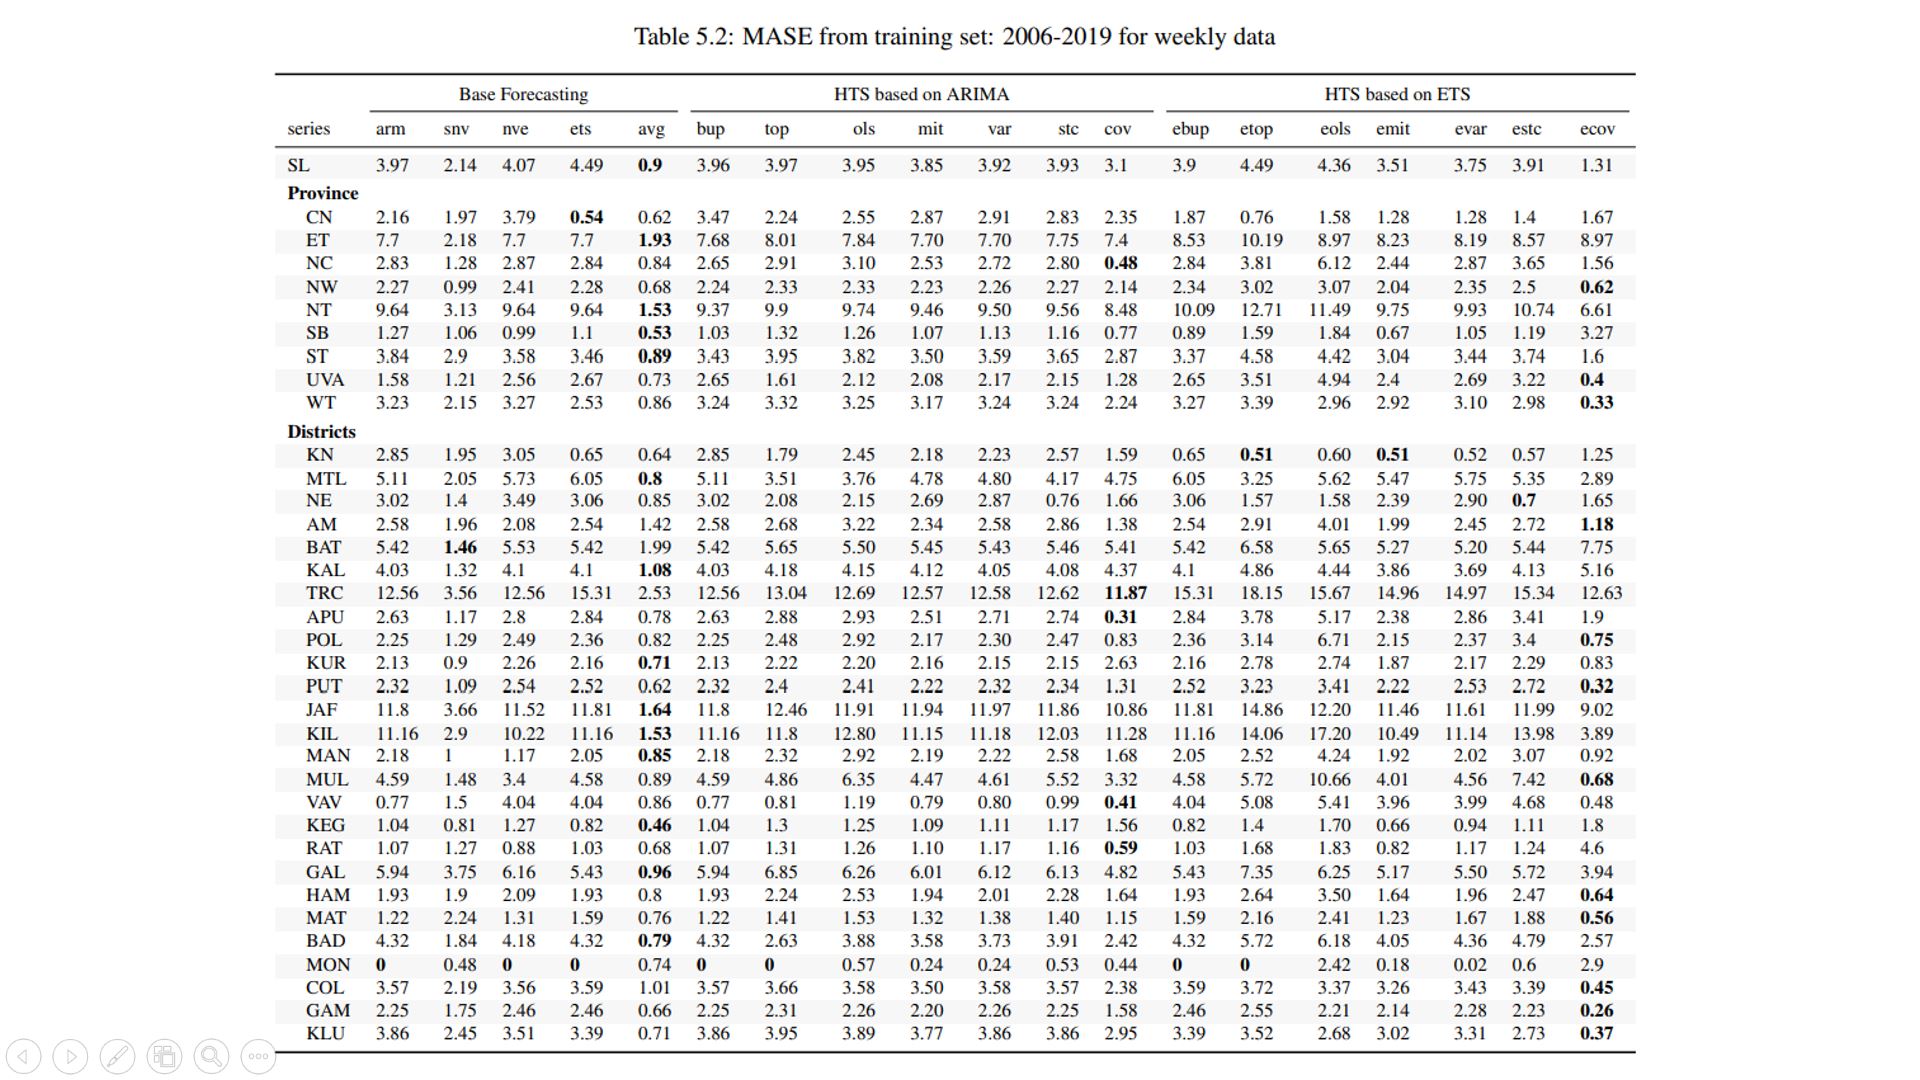 Table 5.2: MASE from training set: 2006-2019 for weekly data
Base Forecasting HTS based on ARIMA HTS based on ETS
series arm snv nve ets avg bup top ols mit var stc cov ebup etop eols emit evar estc ecov
SL 3.97 2.14 4.07 4.49 0.9 3.96 3.97 3.95 3.85 3.92 3.93 3.1 3.9 4.49 4.36 3.51 3.75 3.91 1.31
Province
CN 2.16 1.97 3.79 0.54 0.62 3.47 2.24 2.55 2.87 2.91 2.83 2.35 1.87 0.76 1.58 1.28 1.28 1.4 1.67
ET 7.7 2.18 7.7 7.7 1.93 7.68 8.01 7.84 7.70 7.70 7.75 7.4 8.53 10.19 8.97 8.23 8.19 8.57 8.97
NC 2.83 1.28 2.87 2.84 0.84 2.65 2.91 3.10 2.53 2.72 2.80 0.48 2.84 3.81 6.12 2.44 2.87 3.65 1.56
NW 2.27 0.99 2.41 2.28 0.68 2.24 2.33 2.33 2.23 2.26 2.27 2.14 2.34 3.02 3.07 2.04 2.35 2.5 0.62
NT 9.64 3.13 9.64 9.64 1.53 9.37 9.9 9.74 9.46 9.50 9.56 8.48 10.09 12.71 11.49 9.75 9.93 10.74 6.61
SB 1.27 1.06 0.99 1.1 0.53 1.03 1.32 1.26 1.07 1.13 1.16 0.77 0.89 1.59 1.84 0.67 1.05 1.19 3.27
ST 3.84 2.9 3.58 3.46 0.89 3.43 3.95 3.82 3.50 3.59 3.65 2.87 3.37 4.58 4.42 3.04 3.44 3.74 1.6
UVA 1.58 1.21 2.56 2.67 0.73 2.65 1.61 2.12 2.08 2.17 2.15 1.28 2.65 3.51 4.94 2.4 2.69 3.22 0.4
WT 3.23 2.15 3.27 2.53 0.86 3.24 3.32 3.25 3.17 3.24 3.24 2.24 3.27 3.39 2.96 2.92 3.10 2.98 0.33
Districts
KN 2.85 1.95 3.05 0.65 0.64 2.85 1.79 2.45 2.18 2.23 2.57 1.59 0.65 0.51 0.60 0.51 0.52 0.57 1.25
MTL 5.11 2.05 5.73 6.05 0.8 5.11 3.51 3.76 4.78 4.80 4.17 4.75 6.05 3.25 5.62 5.47 5.75 5.35 2.89
NE 3.02 1.4 3.49 3.06 0.85 3.02 2.08 2.15 2.69 2.87 0.76 1.66 3.06 1.57 1.58 2.39 2.90 0.7 1.65
AM 2.58 1.96 2.08 2.54 1.42 2.58 2.68 3.22 2.34 2.58 2.86 1.38 2.54 2.91 4.01 1.99 2.45 2.72 1.18
BAT 5.42 1.46 5.53 5.42 1.99 5.42 5.65 5.50 5.45 5.43 5.46 5.41 5.42 6.58 5.65 5.27 5.20 5.44 7.75
KAL 4.03 1.32 4.1 4.1 1.08 4.03 4.18 4.15 4.12 4.05 4.08 4.37 4.1 4.86 4.44 3.86 3.69 4.13 5.16
TRC 12.56 3.56 12.56 15.31 2.53 12.56 13.04 12.69 12.57 12.58 12.62 11.87 15.31 18.15 15.67 14.96 14.97 15.34 12.63
APU 2.63 1.17 2.8 2.84 0.78 2.63 2.88 2.93 2.51 2.71 2.74 0.31 2.84 3.78 5.17 2.38 2.86 3.41 1.9
POL 2.25 1.29 2.49 2.36 0.82 2.25 2.48 2.92 2.17 2.30 2.47 0.83 2.36 3.14 6.71 2.15 2.37 3.4 0.75
KUR 2.13 0.9 2.26 2.16 0.71 2.13 2.22 2.20 2.16 2.15 2.15 2.63 2.16 2.78 2.74 1.87 2.17 2.29 0.83
PUT 2.32 1.09 2.54 2.52 0.62 2.32 2.4 2.41 2.22 2.32 2.34 1.31 2.52 3.23 3.41 2.22 2.53 2.72 0.32
JAF 11.8 3.66 11.52 11.81 1.64 11.8 12.46 11.91 11.94 11.97 11.86 10.86 11.81 14.86 12.20 11.46 11.61 11.99 9.02
KIL 11.16 2.9 10.22 11.16 1.53 11.16 11.8 12.80 11.15 11.18 12.03 11.28 11.16 14.06 17.20 10.49 11.14 13.98 3.89
MAN 2.18 1 1.17 2.05 0.85 2.18 2.32 2.92 2.19 2.22 2.58 1.68 2.05 2.52 4.24 1.92 2.02 3.07 0.92
MUL 4.59 1.48 3.4 4.58 0.89 4.59 4.86 6.35 4.47 4.61 5.52 3.32 4.58 5.72 10.66 4.01 4.56 7.42 0.68
VAV 0.77 1.5 4.04 4.04 0.86 0.77 0.81 1.19 0.79 0.80 0.99 0.41 4.04 5.08 5.41 3.96 3.99 4.68 0.48
KEG 1.04 0.81 1.27 0.82 0.46 1.04 1.3 1.25 1.09 1.11 1.17 1.56 0.82 1.4 1.70 0.66 0.94 1.11 1.8
RAT 1.07 1.27 0.88 1.03 0.68 1.07 1.31 1.26 1.10 1.17 1.16 0.59 1.03 1.68 1.83 0.82 1.17 1.24 4.6
GAL 5.94 3.75 6.16 5.43 0.96 5.94 6.85 6.26 6.01 6.12 6.13 4.82 5.43 7.35 6.25 5.17 5.50 5.72 3.94
HAM 1.93 1.9 2.09 1.93 0.8 1.93 2.24 2.53 1.94 2.01 2.28 1.64 1.93 2.64 3.50 1.64 1.96 2.47 0.64
MAT 1.22 2.24 1.31 1.59 0.76 1.22 1.41 1.53 1.32 1.38 1.40 1.15 1.59 2.16 2.41 1.23 1.67 1.88 0.56
BAD 4.32 1.84 4.18 4.32 0.79 4.32 2.63 3.88 3.58 3.73 3.91 2.42 4.32 5.72 6.18 4.05 4.36 4.79 2.57
MON 0 0.48 0 0 0.74 0 0 0.57 0.24 0.24 0.53 0.44 0 0 2.42 0.18 0.02 0.6 2.9
COL 3.57 2.19 3.56 3.59 1.01 3.57 3.66 3.58 3.50 3.58 3.57 2.38 3.59 3.72 3.37 3.26 3.43 3.39 0.45
GAM 2.25 1.75 2.46 2.46 0.66 2.25 2.31 2.26 2.20 2.26 2.25 1.58 2.46 2.55 2.21 2.14 2.28 2.23 0.26
KLU 3.86 2.45 3.51 3.39 0.71 3.86 3.95 3.89 3.77 3.86 3.86 2.95 3.39 3.52 2.68 3.02 3.31 2.73 0.37